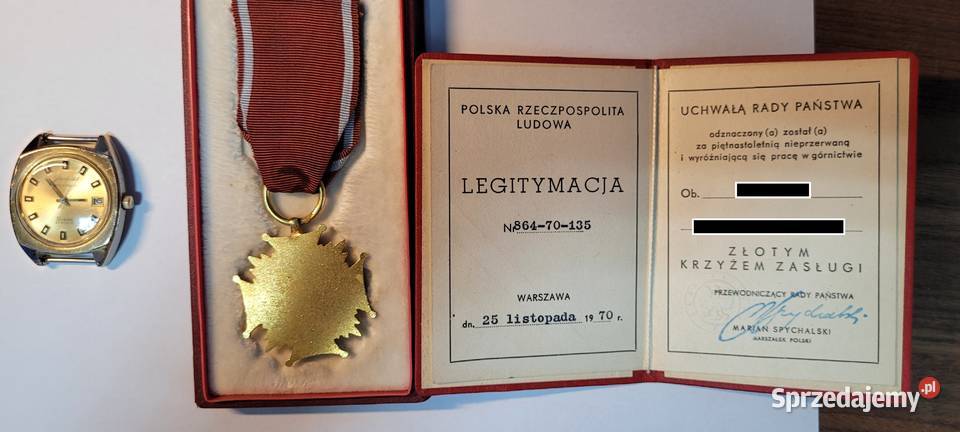 POLSKA RZECZPOSPOLITA
LUDOWA
LEGITYMACJA
Nr 864-70-135
WARSZAWA
dn. 25 listopada 1970 r.
UCHWAŁĄ RADY PAŃSTWA
odznaczony (a) został (a)
za piętnastoletnią nieprzerwaną
i wyróżniającą się pracę w górnictwie
Ob.
ZŁOTYM
KRZYŻEM ZASŁUGI
PRZEWODNICZĄCY RADY PAŃSTWA
MARIAN SPYCHALSKI
MARSZAŁEK POLSKI
Sprzedajemy.pl